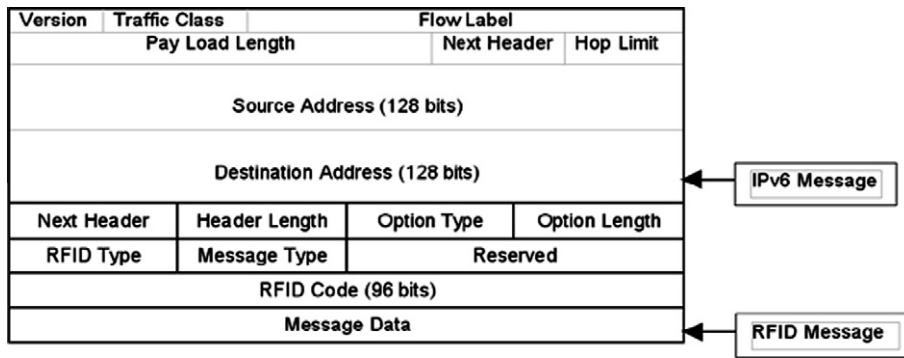 Version Traffic Class Flow Label
Pay Load Length Next Header Hop Limit
Source Address (128 bits)
Destination Address (128 bits)
IPv6 Message
Next Header Header Length Option Type Option Length
RFID Type Message Type Reserved
RFID Code (96 bits)
Message Data
RFID Message